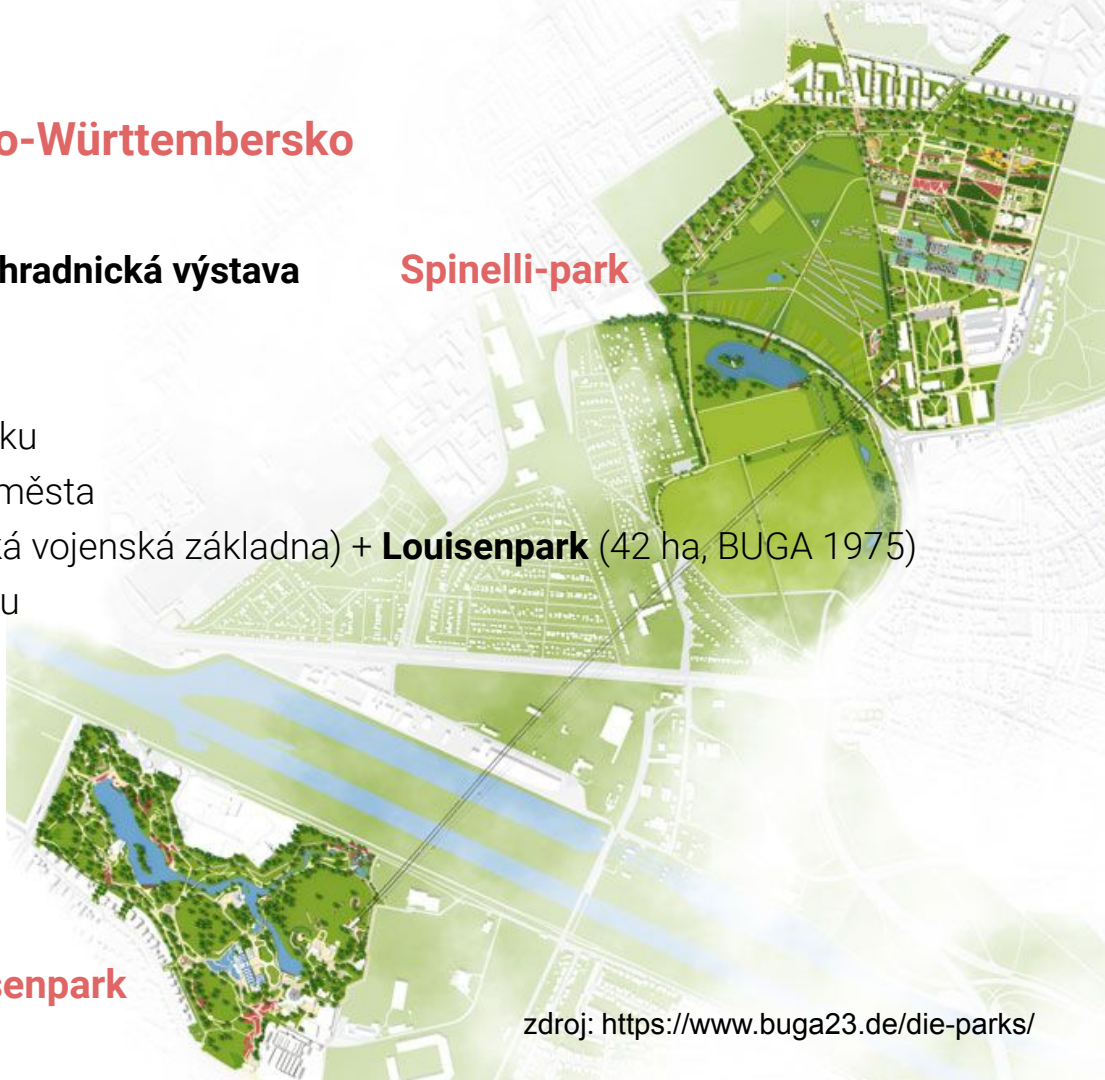 o-Württembersko
hradnická výstava
Spinelli-park
ku
města
á vojenská základna) + Louisenpark (42 ha, BUGA 1975)
u
senpark
zdroj: https://www.buga23.de/die-parks/